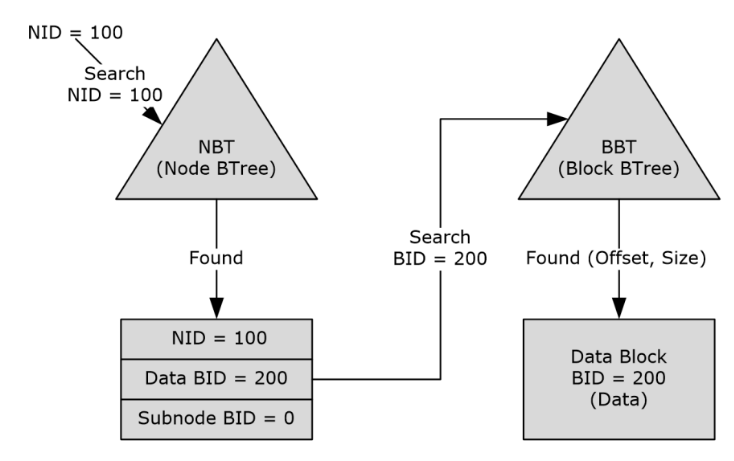 NID = 100
Search
NID = 100
NBT
(Node BTree)
Found
NID = 100
Data BID = 200
Subnode BID = 0
Search
BID = 200
BBT
(Block BTree)
Found (Offset, Size)
Data Block
BID = 200
(Data)